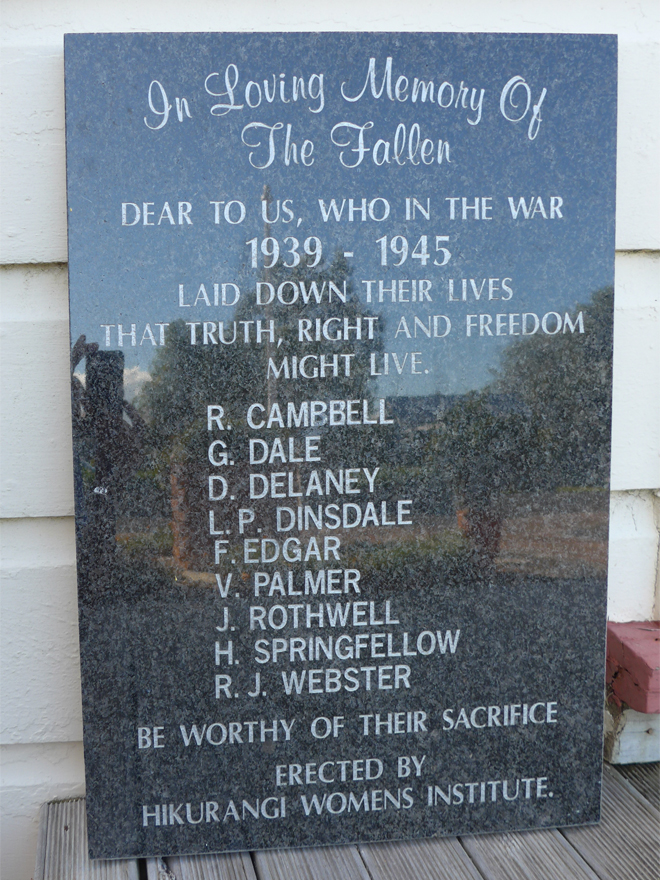 In Loving Memory Of
The Fallen
DEAR TO US, WHO IN THE WAR
1939 - 1945
LAID DOWN THEIR LIVES
THAT TRUTH, RIGHT AND FREEDOM
MIGHT LIVE.
R. CAMPBELL
G. DALE
D. DELANEY
L.P. DINSDALE
F. EDGAR
V. PALMER
J. ROTHWELL
H. SPRINGFELLOW
R.J. WEBSTER
BE WORTHY OF THEIR SACRIFICE
ERECTED BY
HIKURANGI WOMENS INSTITUTE.